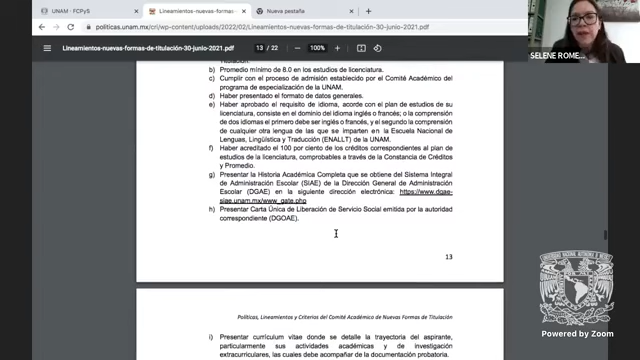 UNAM | FCPyS
Lineamientos-nuevas-formas-
Nueva pestaña
politicas.unam.mx/cri/wp-content/uploads/2022/02/Lineamientos-nuevas-formas-de-titulación-30-junio-2021.pdf
Lineamientos-nuevas-formas-de-titulación-30-junio-2021.pdf
13 / 22
100%
SELENE ROME...
Titulación.
b) Promedio mínimo de 8.0 en los estudios de licenciatura.
c) Cumplir con el proceso de admisión establecido por el Comité Académico del
programa de especialización de la UNAM.
d) Haber presentado el formato de datos generales.
e) Haber aprobado el requisito de idioma, acorde con el plan de estudios de su
licenciatura, consiste en el dominio del idioma inglés o francés; o la comprensión
de dos idiomas el primero debe ser inglés o francés, y el segundo la comprensión
de cualquier otra lengua de las que se imparten en la Escuela Nacional de
Lenguas, Lingüística y Traducción (ENALLT) de la UNAM.
f) Haber acreditado el 100 por ciento de los créditos correspondientes al plan de
estudios de la licenciatura, comprobables a través de la Constancia de Créditos
y Promedio.
g) Presentar la Historia Académica Completa que se obtiene del Sistema Integral
de Administración Escolar (SIAE) de la Dirección General de Administración
Escolar (DGAE) en la siguiente dirección electrónica: https://www.dgae-
siae.unam.mx/www_gate.php
h) Presentar Carta Única de Liberación de Servicio Social emitida por la autoridad
correspondiente (DGOAE).
13
Políticas, Lineamientos y Criterios del Comité Académico de Nuevas Formas de Titulación
i) Presentar currículum vitae donde se detalle la trayectoria del aspirante,
particularmente sus actividades académicas y de investigación
extracurriculares, las cuales debe acompañar de la documentación probatoria.
Powered by Zoom